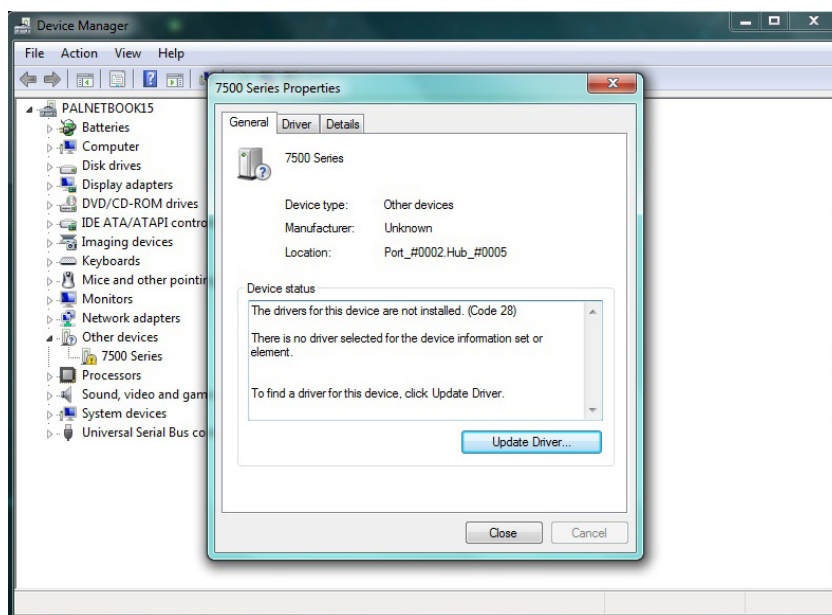 Device Manager
File Action View Help
PALNETBOOK15
Batteries
Computer
Disk drives
Display adapters
DVD/CD-ROM drives
IDE ATA/ATAPI contro
Imaging devices
Keyboards
Mice and other pointin
Monitors
Network adapters
Other devices
7500 Series
Processors
Sound, video and gam
System devices
Universal Serial Bus co
7500 Series Properties
General Driver Details
7500 Series
Device type: Other devices
Manufacturer: Unknown
Location: Port_#0002.Hub_#0005
Device status
The drivers for this device are not installed. (Code 28)
There is no driver selected for the device information set or
element.
To find a driver for this device, click Update Driver.
Update Driver...
Close Cancel